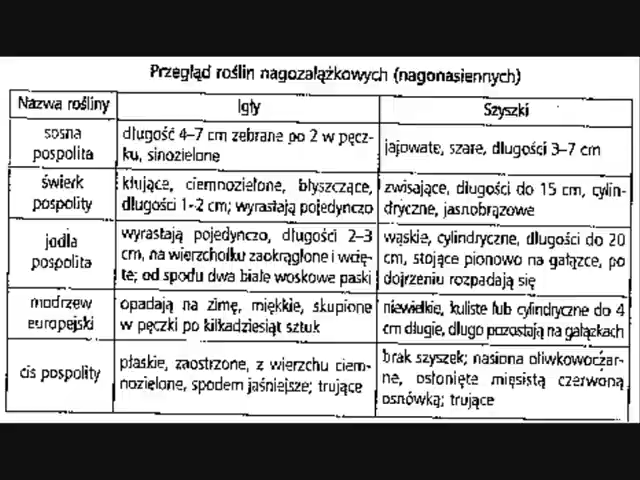 Przegląd roślin nagozalążkowych (nagonasiennych)
Nazwa rośliny
Igły
Szyszki
sosna
pospolita
długość 4–7 cm zebrane po 2 w pęcz-
ku, sinozielone
jajowate, szare, długości 3–7 cm
świerk
pospolity
kłujące, ciemnozielone, błyszczące,
długości 1-2 cm; wyrastają pojedynczo
zwisające, długości do 15 cm, cylin-
dryczne, jasnobrązowe
jodła
pospolita
wyrastają pojedynczo, długości 2–3
cm, na wierzchołku zaokrąglone i wcię-
te; od spodu dwa białe woskowe paski
wąskie, cylindryczne, długości do 20
cm, stojące pionowo na gałązce, po
dojrzeniu rozpadają się
modrzew
europejski
opadają na zimę, miękkie, skupione
w pęczki po kilkadziesiąt sztuk
niewielkie, kuliste lub cylindryczne do 4
cm długie, długo pozostają na gałązkach
cis pospolity
płaskie, zaostrzone, z wierzchu ciem-
nozielone, spodem jaśniejsze; trujące
brak szyszek; nasiona oliwkowoczar-
ne, osłonięte mięsistą czerwoną
osnówką; trujące